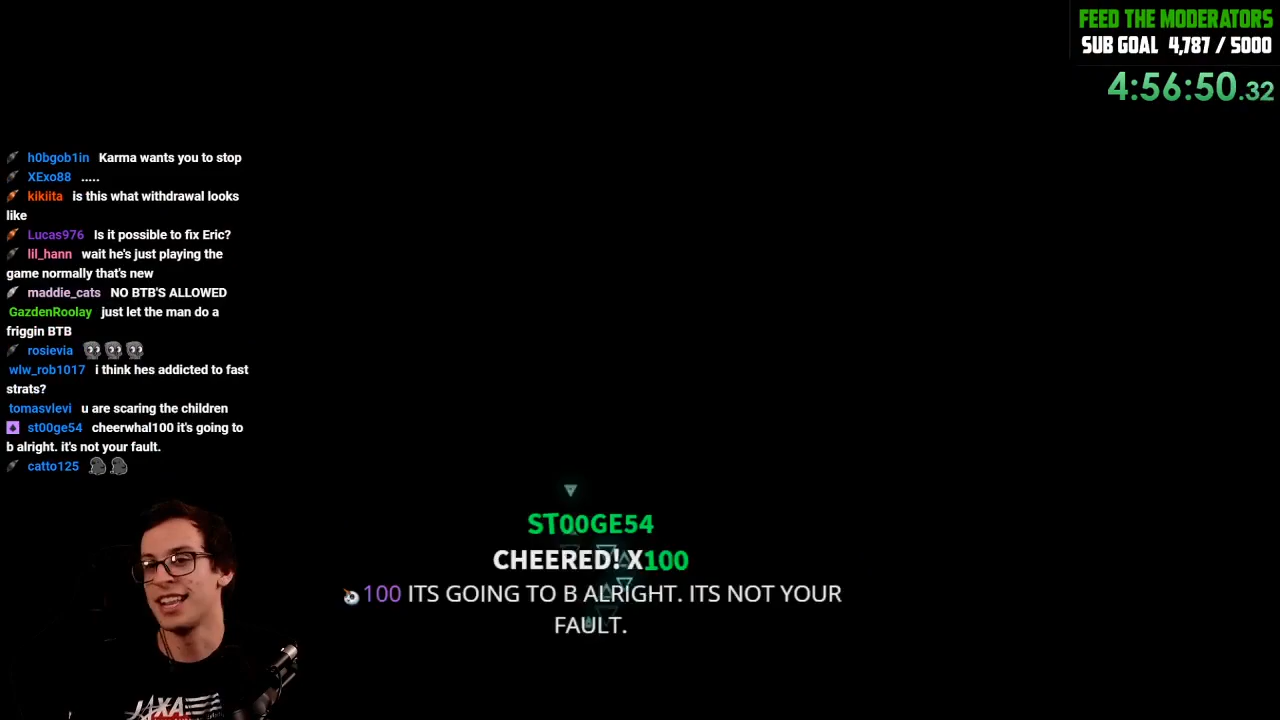 FEED THE MODERATORS
SUB GOAL 4,787 / 5000
4:56:50.32
h0bgob1in Karma wants you to stop
XExo88 .....
kikiita is this what withdrawal looks
like
Lucas976 Is it possible to fix Eric?
lil_hann wait he's just playing the
game normally that's new
maddie_cats NO BTB'S ALLOWED
GazdenRoolay just let the man do a
friggin BTB
rosievia
wlw_rob1017 i think hes addicted to fast
strats?
tomasvlevi u are scaring the children
st00ge54 cheerwhal100 it's going to
b alright. it's not your fault.
catto125
ST00GE54
CHEERED! X100
100 ITS GOING TO B ALRIGHT. ITS NOT YOUR
FAULT.
JAXA